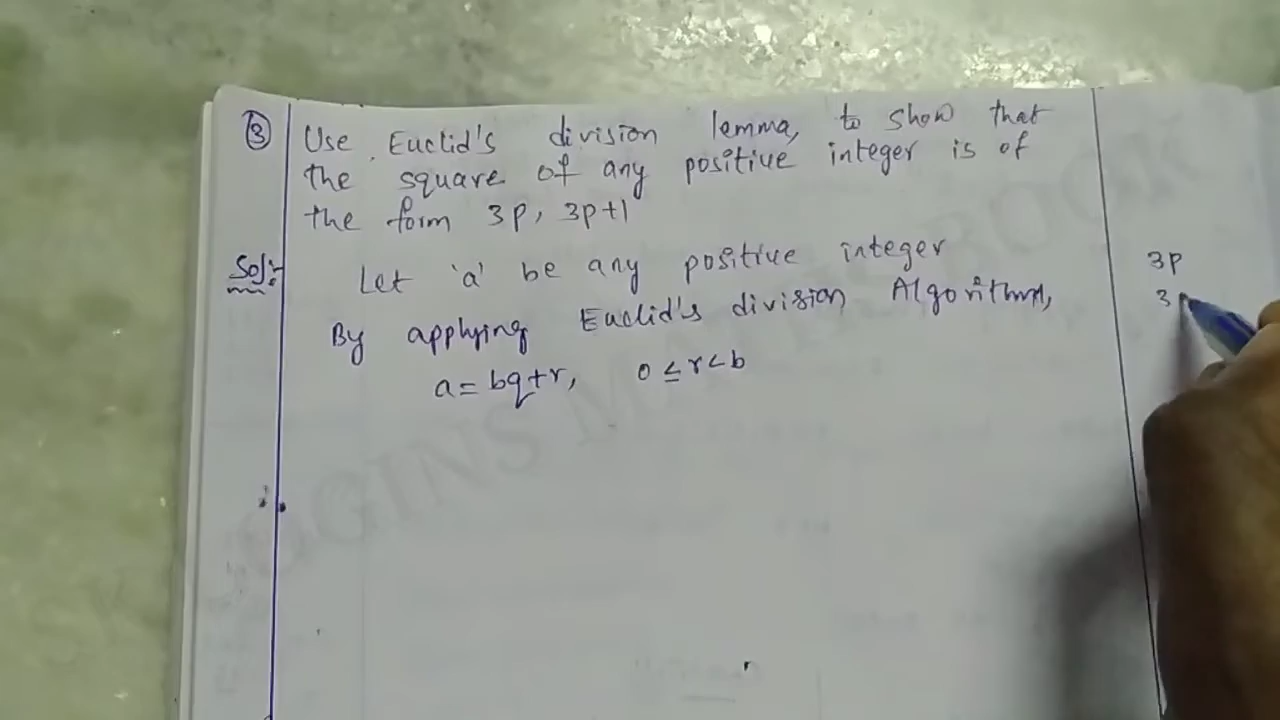 3 Use Euclid's division lemma, to show that
the square of any positive integer is of
the form 3p, 3p+1
Sol:-
Let 'a' be any positive integer
By applying Euclid's division Algorithm,
a = bq+r, 0 ≤ r < b
3p
3